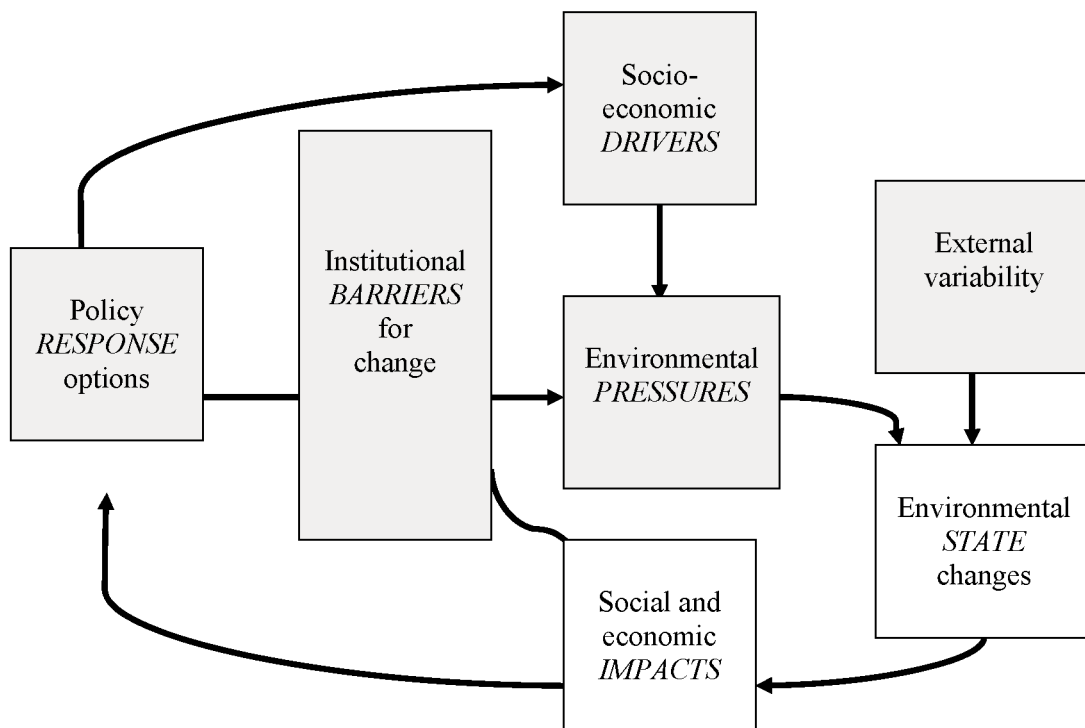 Socio-
economic
DRIVERS
Institutional
BARRIERS
for
change
External
variability
Policy
RESPONSE
options
Environmental
PRESSURES
Environmental
STATE
changes
Social and
economic
IMPACTS